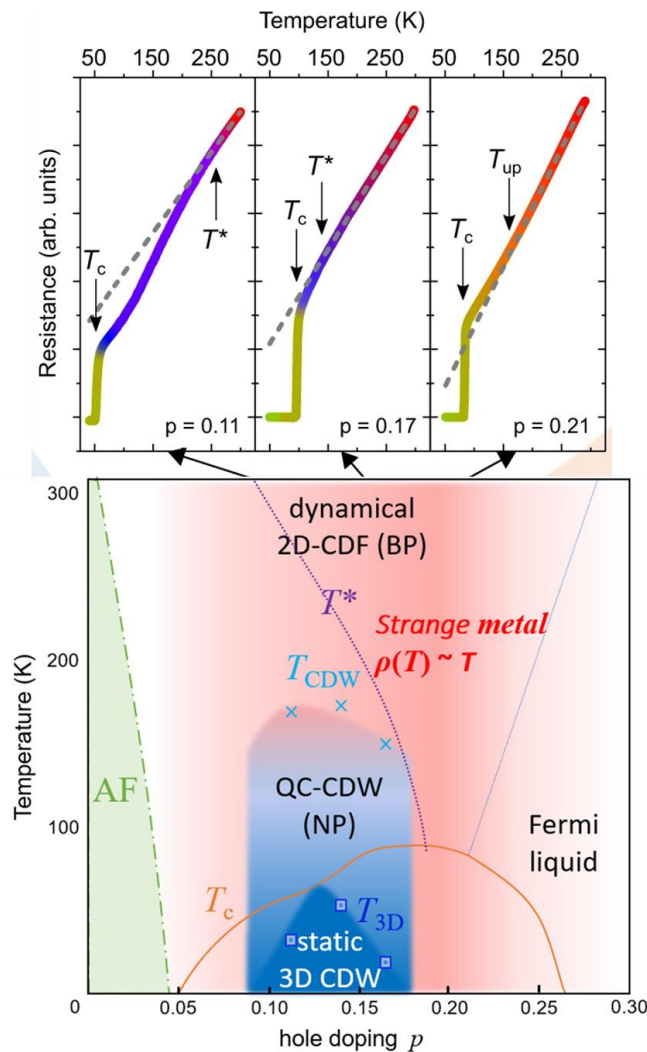 Temperature (K)
50 150 250 50 150 250 50 150 250
Resistance (arb. units)
T*
Tc
p = 0.11
T*
Tc
p = 0.17
Tup
Tc
p = 0.21
300
200
100
0
Temperature (K)
dynamical
2D-CDF (BP)
T*
Strange metal
ρ(T) ~ T
TCDW
AF
QC-CDW
(NP)
Fermi
liquid
Tc
T3D
static
3D CDW
0 0.05 0.10 0.15 0.20 0.25 0.30
hole doping p